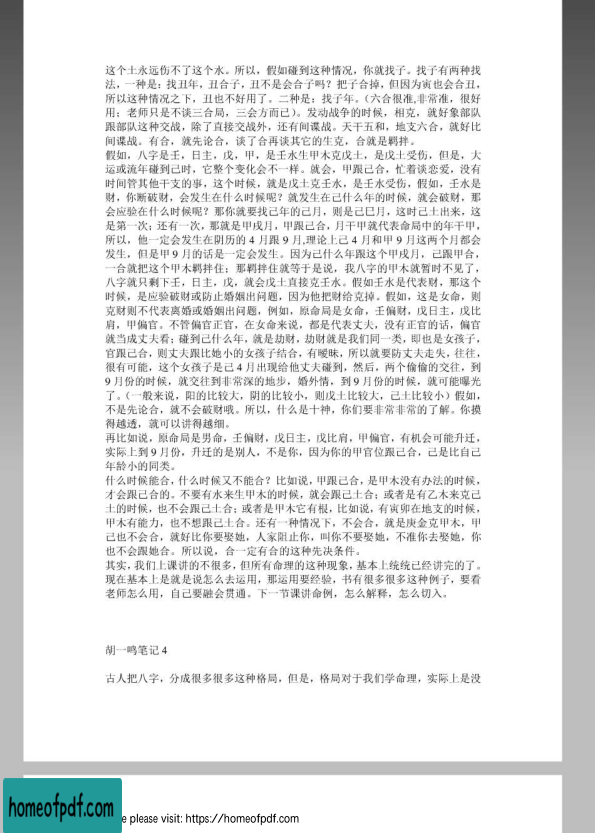 这个土永远伤不了这个水。所以，假如碰到这种情况，你就找子。找子有两种找
法，一种是：找丑年，丑合子，丑不是会合子吗？把子合掉，但因为寅也会合丑，
所以这种情况之下，丑也不好用了。二种是：找子年。（六合很准,非常准，很好
用；老师只是不谈三合局，三会方而已）。发动战争的时候，相克，就好象部队
跟部队这种交战，除了直接交战外，还有间谍战。天干五和，地支六合，就好比
间谍战。有合，就先论合，谈了合再谈其它的生克，合就是羁拌。
假如，八字是壬，日主，戊，甲，是壬水生甲木克戊土，是戊土受伤，但是，大
运或流年碰到己时，它整个变化会不一样。就会，甲跟己合，忙着谈恋爱，没有
时间管其他干支的事，这个时候，就是戊土克壬水，是壬水受伤，假如，壬水是
财，你断破财，会发生在什么时候呢？就发生在己什么年的时候，就会破财，那
会应验在什么时候呢？那你就要找己年的己月，则是己巳月，这时己土出来，这
是第一次；还有一次，那就是甲戌月，甲跟己合，月干甲就代表命局中的年干甲，
所以，他一定会发生在阴历的 4 月跟 9 月,理论上己 4 月和甲 9 月这两个月都会
发生，但是甲 9 月的话是一定会发生。因为己什么年跟这个甲戌月，己跟甲合，
一合就把这个甲木羁拌住；那羁拌住就等于是说，我八字的甲木就暂时不见了，
八字就只剩下壬，日主，戊，就会戊土直接克壬水。假如壬水是代表财，那这个
时候，是应验破财或防止婚姻出问题，因为他把财给克掉。假如，这是女命，则
克财则不代表离婚或婚姻出问题，例如，原命局是女命，壬偏财，戊日主，戊比
肩，甲偏官。不管偏官正官，在女命来说，都是代表丈夫，没有正官的话，偏官
就当成丈夫看；碰到己什么年，就是劫财，劫财就是我们同一类，即也是女孩子，
官跟己合，则丈夫跟比她小的女孩子结合，有暧昧，所以就要防丈夫走失，往往，
很有可能，这个女孩子是己 4 月出现给他丈夫碰到，然后，两个偷偷的交往，到
9 月份的时候，就交往到非常深的地步，婚外情，到 9 月份的时候，就可能曝光
了。（一般来说，阳的比较大，阴的比较小，则戊土比较大，己土比较小）假如，
不是先论合，就不会破财哦。所以，什么是十神，你们要非常非常的了解。你摸
得越透，就可以讲得越细。
再比如说，原命局是男命，壬偏财，戊日主，戊比肩，甲偏官，有机会可能升迁，
实际上到 9 月份，升迁的是别人，不是你，因为你的甲官位跟己合，己是比自己
年龄小的同类。
什么时候能合，什么时候又不能合？比如说，甲跟己合，是甲木没有办法的时候，
才会跟己合的。不要有水来生甲木的时候，就会跟己土合；或者是有乙木来克己
土的时候，也不会跟己土合；或者是甲木它有根，比如说，有寅卯在地支的时候，
甲木有能力，也不想跟己土合。还有一种情况下，不会合，就是庚金克甲木，甲
己也不会合，就好比你要娶她，人家阻止你，叫你不要娶她，不准你去娶她，你
也不会跟她合。所以说，合一定有合的这种先决条件。
其实，我们上课讲的不很多，但所有命理的这种现象，基本上统统已经讲完的了。
现在基本上是就是说怎么去运用，那运用要经验，书有很多很多这种例子，要看
老师怎么用，自己要融会贯通。下一节课讲命例，怎么解释，怎么切入。
胡一鸣笔记 4
古人把八字，分成很多很多这种格局，但是，格局对于我们学命理，实际上是没
homeofpdf.com
e please visit: https://homeofpdf.com